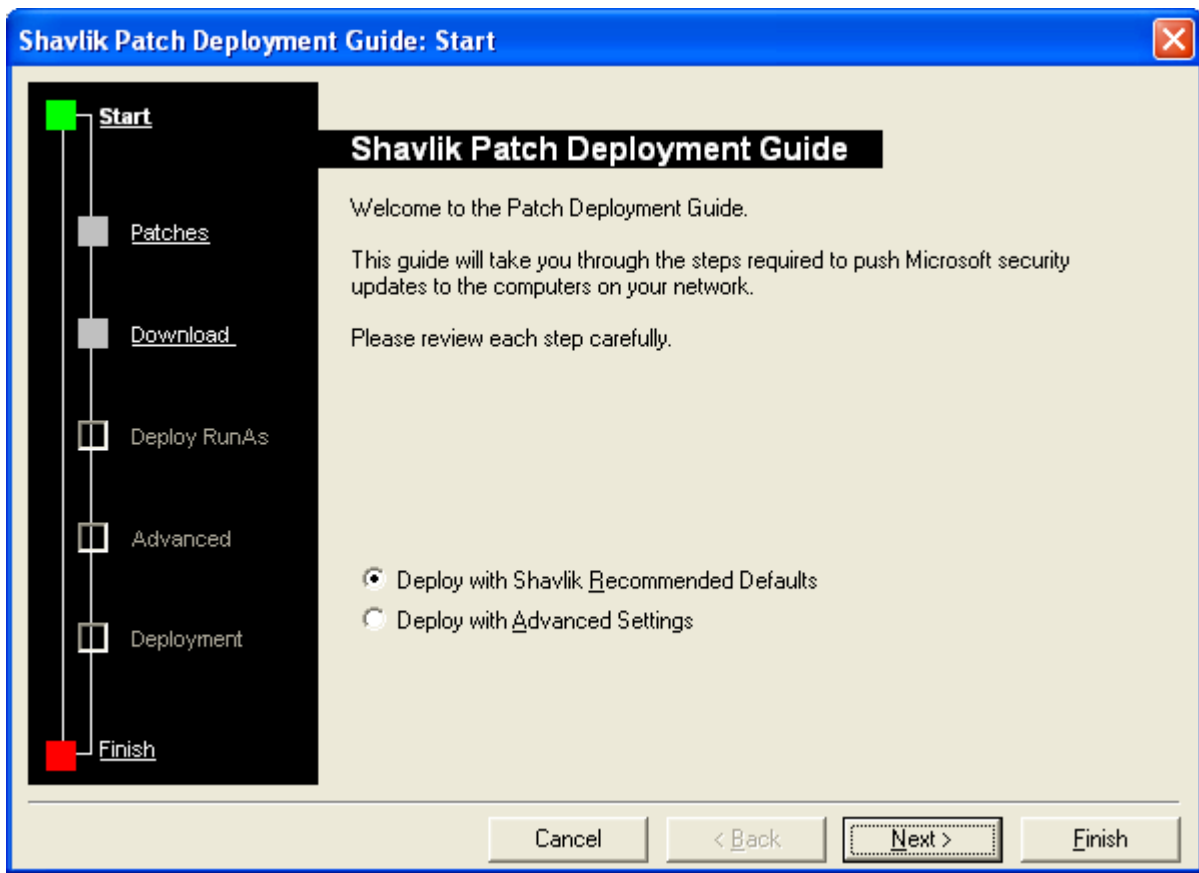 Shavlik Patch Deployment Guide: Start
Start
Patches
Download
Deploy RunAs
Advanced
Deployment
Finish
Shavlik Patch Deployment Guide
Welcome to the Patch Deployment Guide.
This guide will take you through the steps required to push Microsoft security
updates to the computers on your network.
Please review each step carefully.
Deploy with Shavlik Recommended Defaults
Deploy with Advanced Settings
Cancel
< Back
Next >
Finish